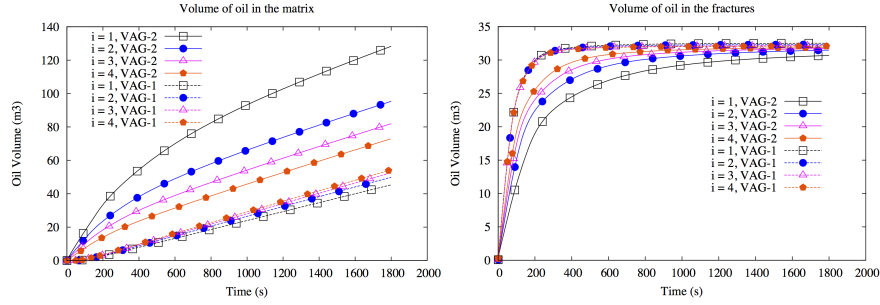 Volume of oil in the matrix
Oil Volume (m3)
140
120
100
80
60
40
20
0
i = 1, VAG-2
i = 2, VAG-2
i = 3, VAG-2
i = 4, VAG-2
i = 1, VAG-1
i = 2, VAG-1
i = 3, VAG-1
i = 4, VAG-1
0 200 400 600 800 1000 1200 1400 1600 1800 2000
Time (s)
Volume of oil in the fractures
Oil Volume (m3)
35
30
25
20
15
10
5
0
i = 1, VAG-2
i = 2, VAG-2
i = 3, VAG-2
i = 4, VAG-2
i = 1, VAG-1
i = 2, VAG-1
i = 3, VAG-1
i = 4, VAG-1
0 200 400 600 800 1000 1200 1400 1600 1800 2000
Time (s)